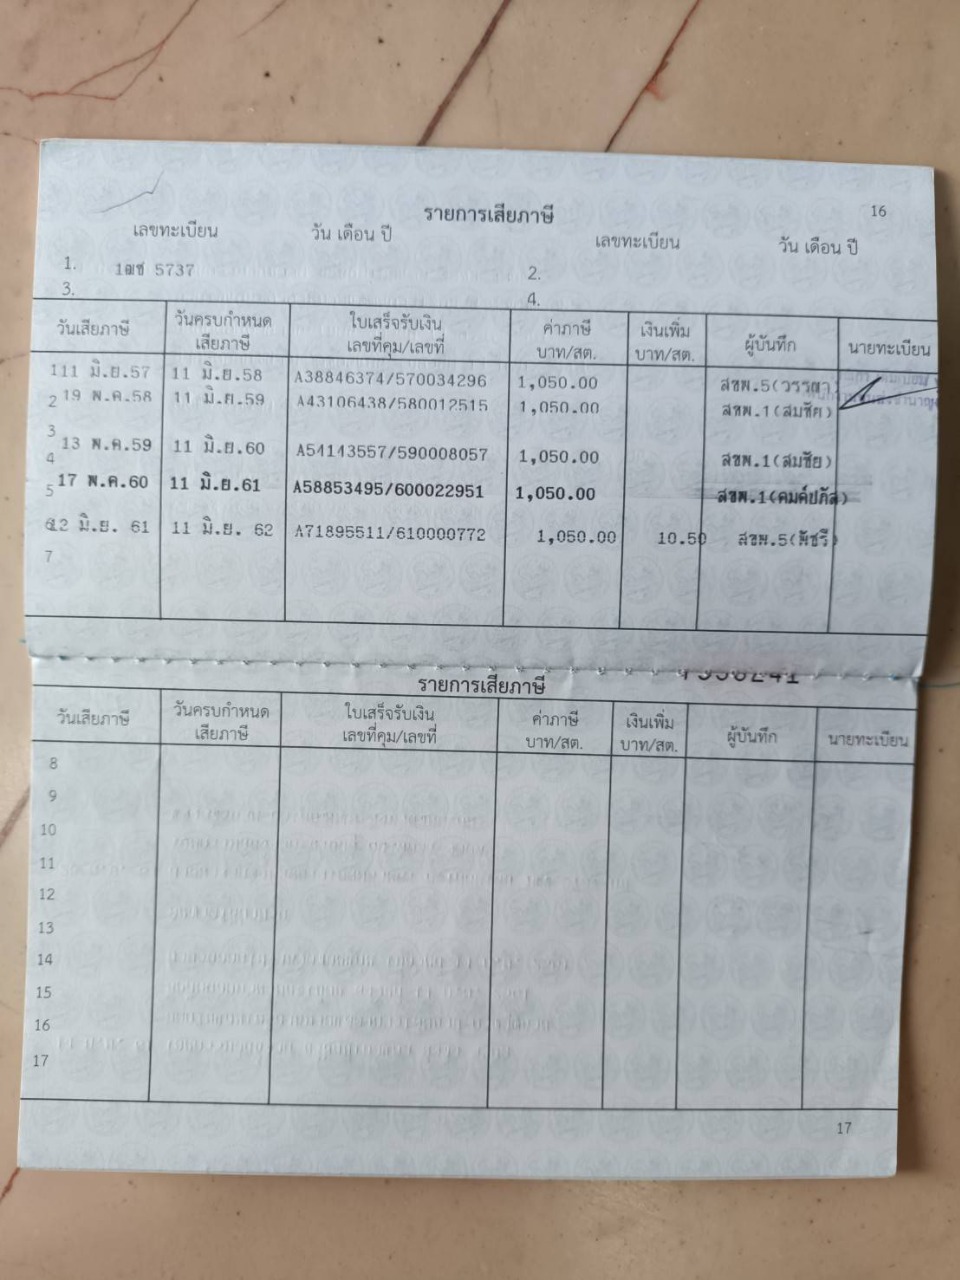 16
รายการเสียภาษี
เลขทะเบียน วัน เดือน ปี เลขทะเบียน วัน เดือน ปี
1. 1ฒช 5737 2.
3. 4.
วันเสียภาษี วันครบกำหนดเสียภาษี ใบเสร็จรับเงิน เลขที่คุม/เลขที่ ค่าภาษี บาท/สต. เงินเพิ่ม บาท/สต. ผู้บันทึก นายทะเบียน
1 11 มิ.ย.57 11 มิ.ย.58 A38846374/570034296 1,050.00 สขพ.5(วรรฒา)
2 19 พ.ค.58 11 มิ.ย.59 A43106438/580012515 1,050.00 สขพ.1(สมชัย)
3
4 13 พ.ค.59 11 มิ.ย.60 A54143557/590008057 1,050.00 สขพ.1(สมชัย)
5 17 พ.ค.60 11 มิ.ย.61 A58853495/600022951 1,050.00 สขพ.1(คมค์ปภัส)
6 12 มิ.ย. 61 11 มิ.ย. 62 A71895511/610000772 1,050.00 10.50 สขพ.5(พัชรี)
7
รายการเสียภาษี
วันเสียภาษี วันครบกำหนดเสียภาษี ใบเสร็จรับเงิน เลขที่คุม/เลขที่ ค่าภาษี บาท/สต. เงินเพิ่ม บาท/สต. ผู้บันทึก นายทะเบียน
8
9
10
11
12
13
14
15
16
17
17